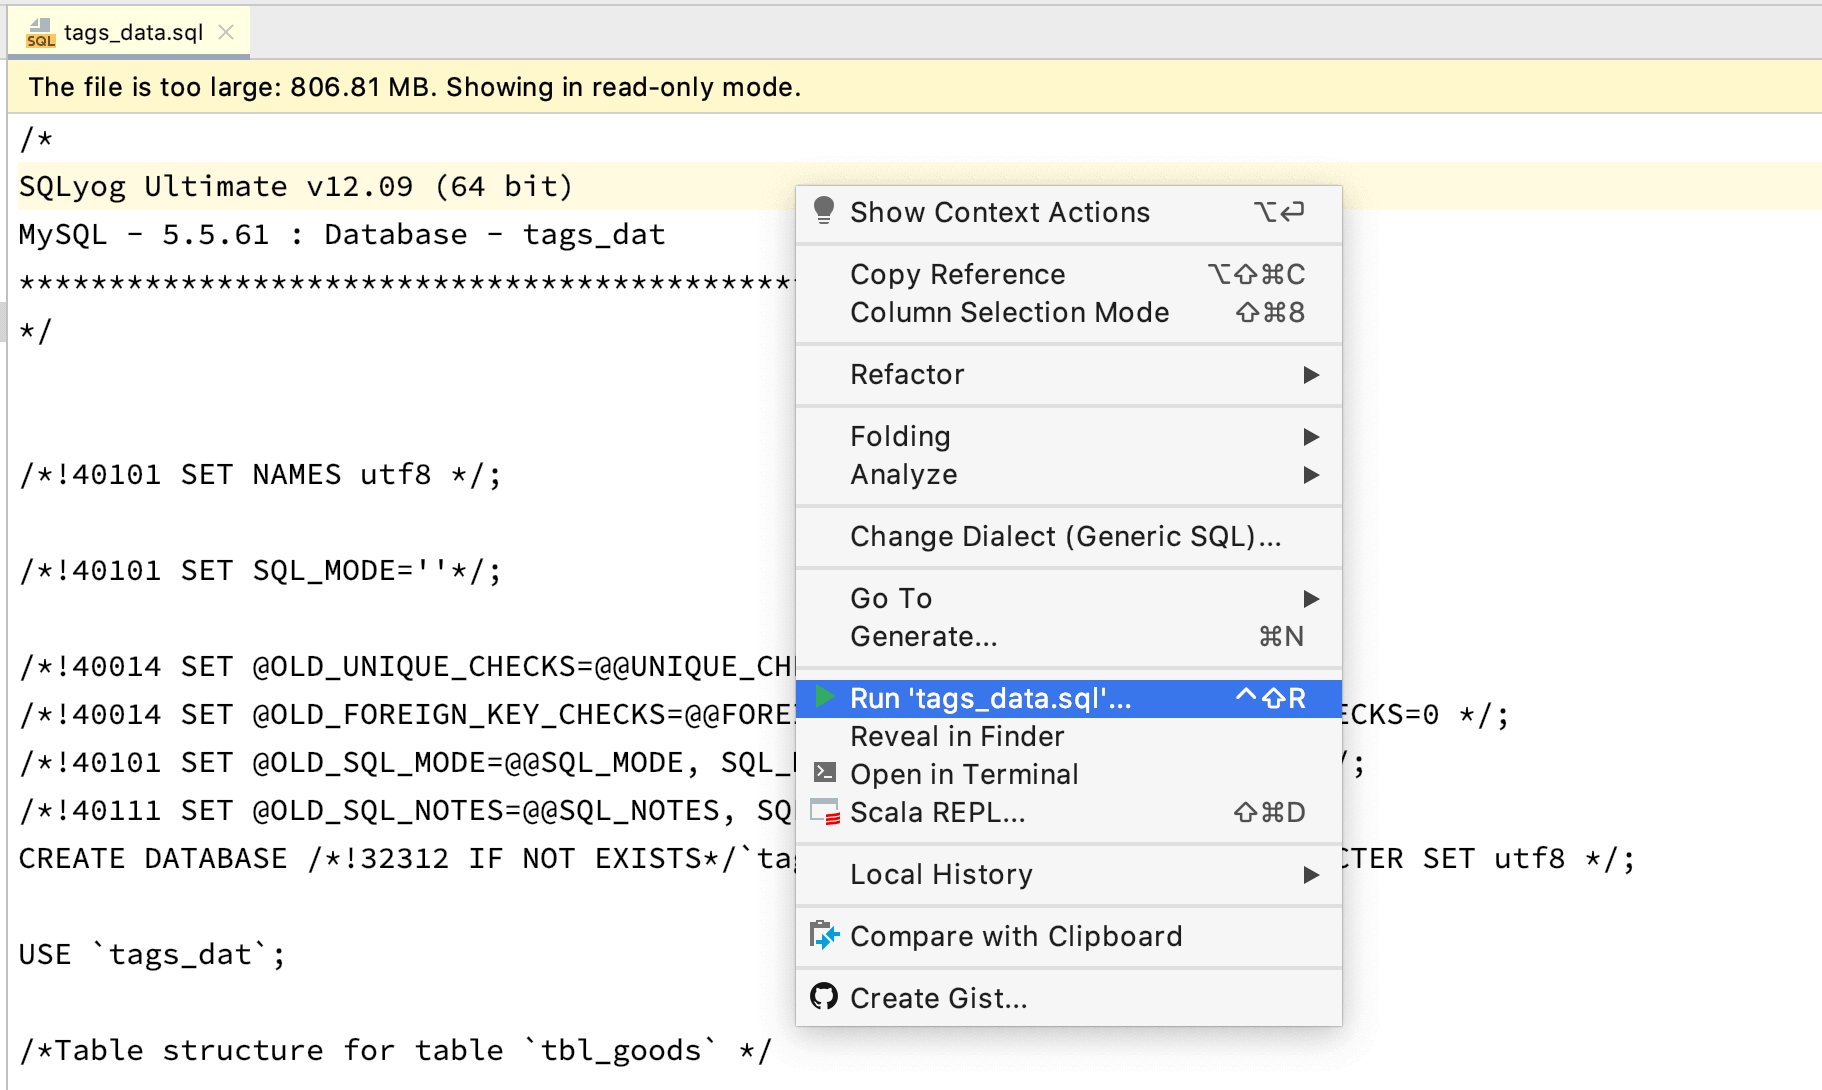 SQL tags_data.sql
The file is too large: 806.81 MB. Showing in read-only mode.
/*
SQLyog Ultimate v12.09 (64 bit)
MySQL - 5.5.61 : Database - tags_dat
*******************************************
*/
/*!40101 SET NAMES utf8 */;
/*!40101 SET SQL_MODE=''*/;
/*!40014 SET @OLD_UNIQUE_CHECKS=@@UNIQUE_CH
/*!40014 SET @OLD_FOREIGN_KEY_CHECKS=@@FORE ECKS=0 */;
/*!40101 SET @OLD_SQL_MODE=@@SQL_MODE, SQL_ /;
/*!40111 SET @OLD_SQL_NOTES=@@SQL_NOTES, SQ
CREATE DATABASE /*!32312 IF NOT EXISTS*/`ta CTER SET utf8 */;
USE `tags_dat`;
/*Table structure for table `tbl_goods` */
Show Context Actions ⌥⏎
Copy Reference ⌥⇧⌘C
Column Selection Mode ⇧⌘8
Refactor ▶
Folding ▶
Analyze ▶
Change Dialect (Generic SQL)...
Go To ▶
Generate... ⌘N
Run 'tags_data.sql'... ^⇧R
Reveal in Finder
Open in Terminal
Scala REPL... ⇧⌘D
Local History ▶
Compare with Clipboard
Create Gist...